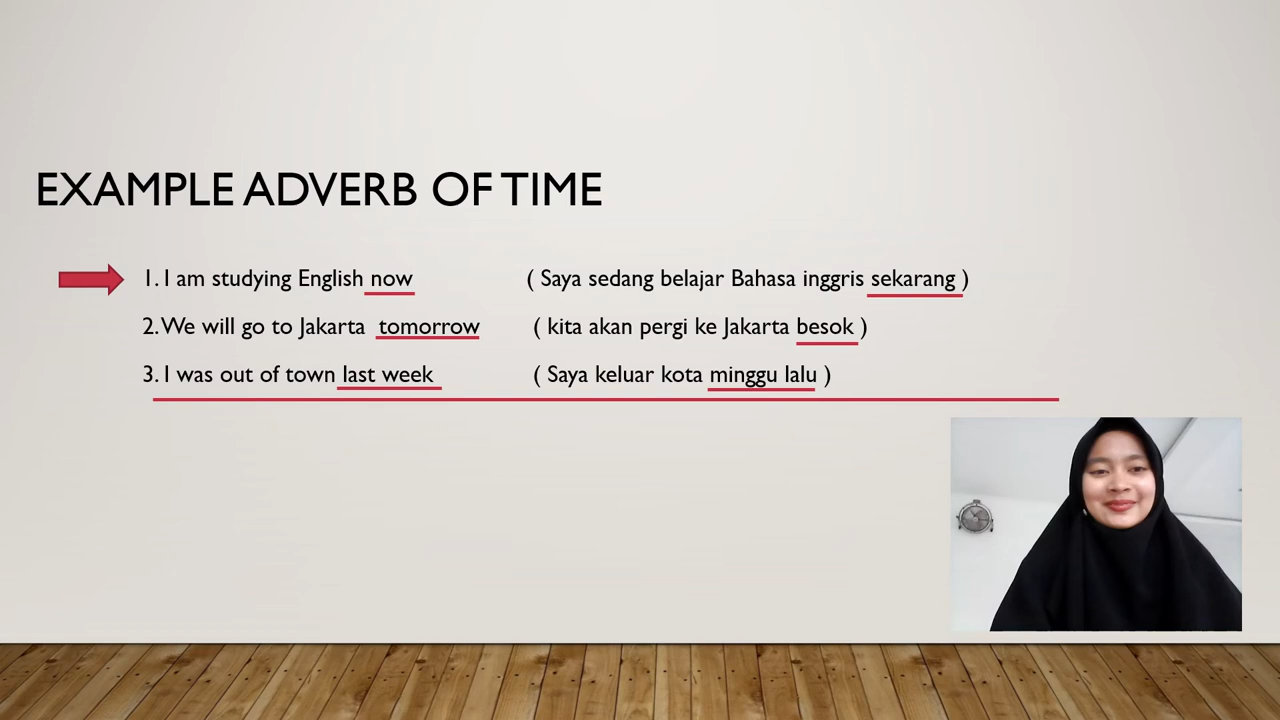 EXAMPLE ADVERB OF TIME
1. I am studying English now ( Saya sedang belajar Bahasa inggris sekarang )
2. We will go to Jakarta tomorrow ( kita akan pergi ke Jakarta besok )
3. I was out of town last week ( Saya keluar kota minggu lalu )